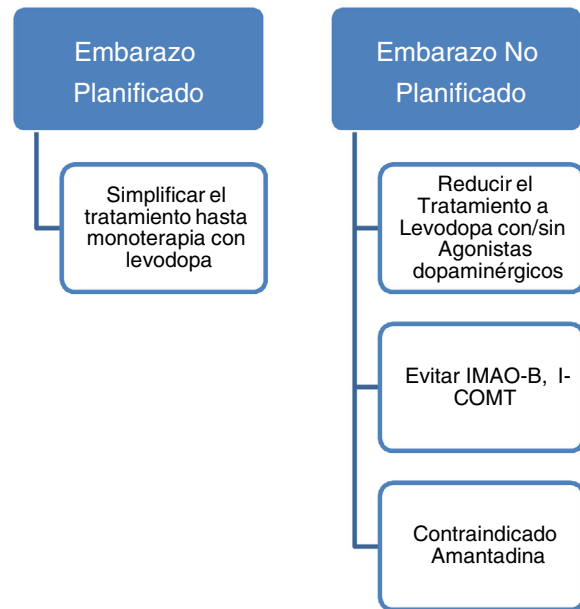 Embarazo
Planificado
Simplificar el
tratamiento hasta
monoterapia con
levodopa
Embarazo No
Planificado
Reducir el
Tratamiento a
Levodopa con/sin
Agonistas
dopaminérgicos
Evitar IMAO-B, I-
COMT
Contraindicado
Amantadina